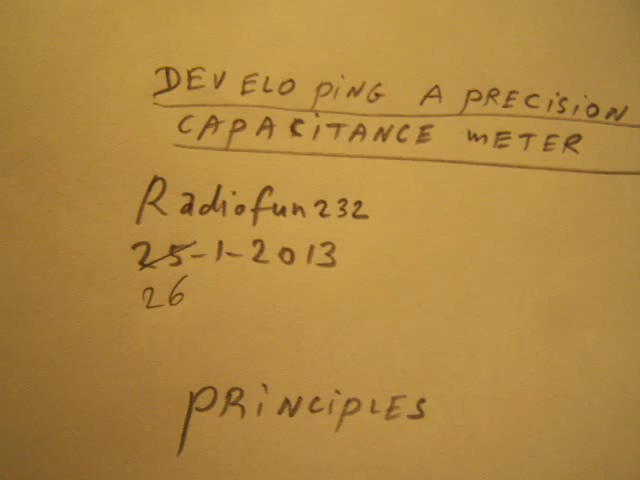 DEVELOPING A PRECISION
CAPACITANCE METER
Radiofun232
25-1-2013
26
PRINCIPLES